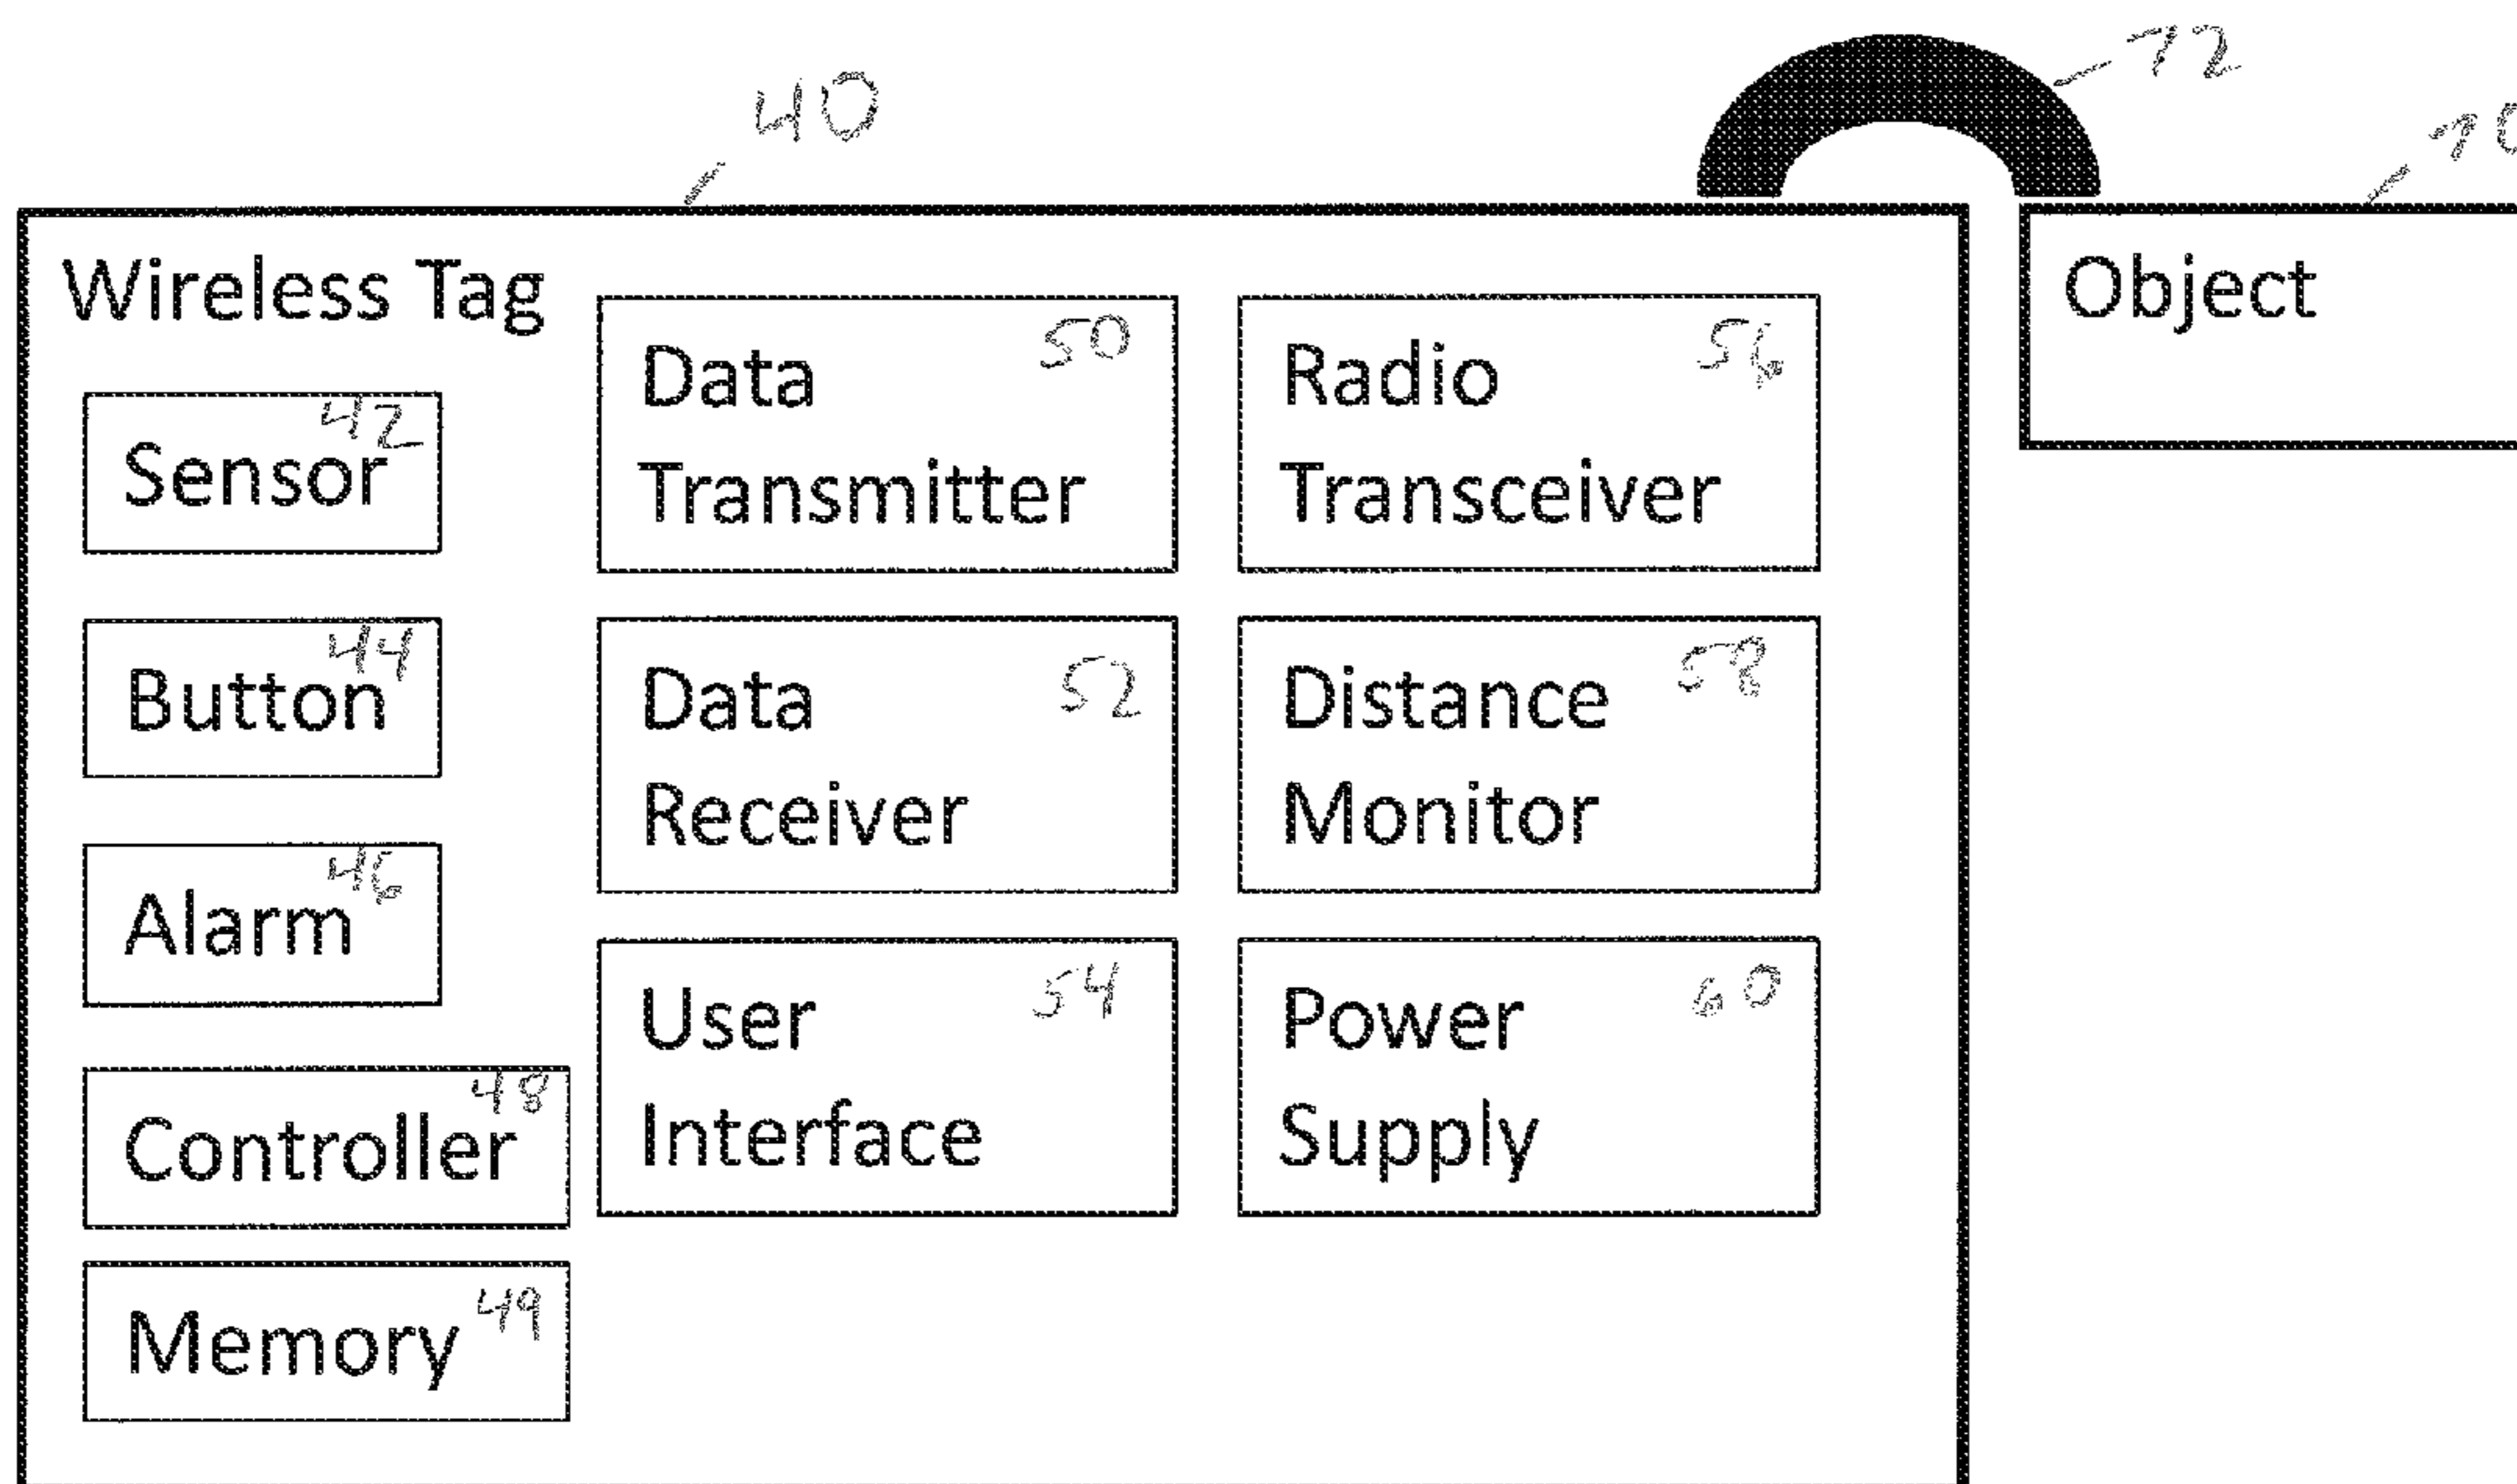 40
72
Wireless Tag
Object
42
Sensor
44
Button
46
Alarm
48
Controller
49
Memory
50
Data
Transmitter
52
Data
Receiver
54
User
Interface
56
Radio
Transceiver
58
Distance
Monitor
60
Power
Supply